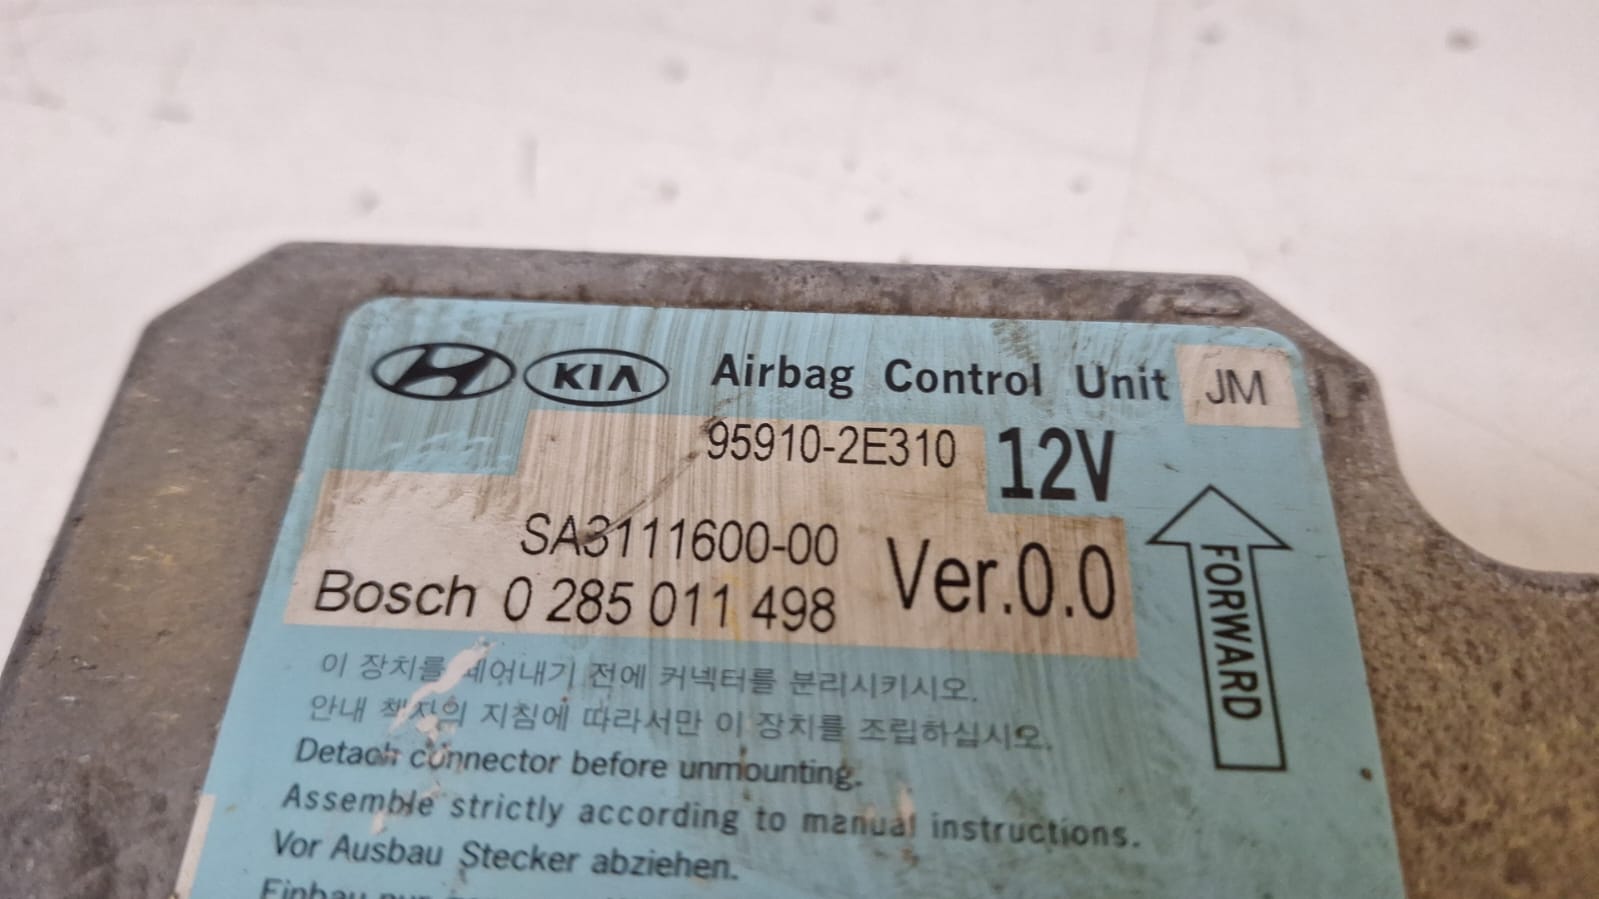 KIA Airbag Control Unit JM
95910-2E310 12V
SA3111600-00
Bosch 0 285 011 498 Ver.0.0
FORWARD
이 장치를 떼어내기 전에 커넥터를 분리시키시오.
안내 책자의 지침에 따라서만 이 장치를 조립하십시오.
Detach connector before unmounting.
Assemble strictly according to manual instructions.
Vor Ausbau Stecker abziehen.
Einbau nur